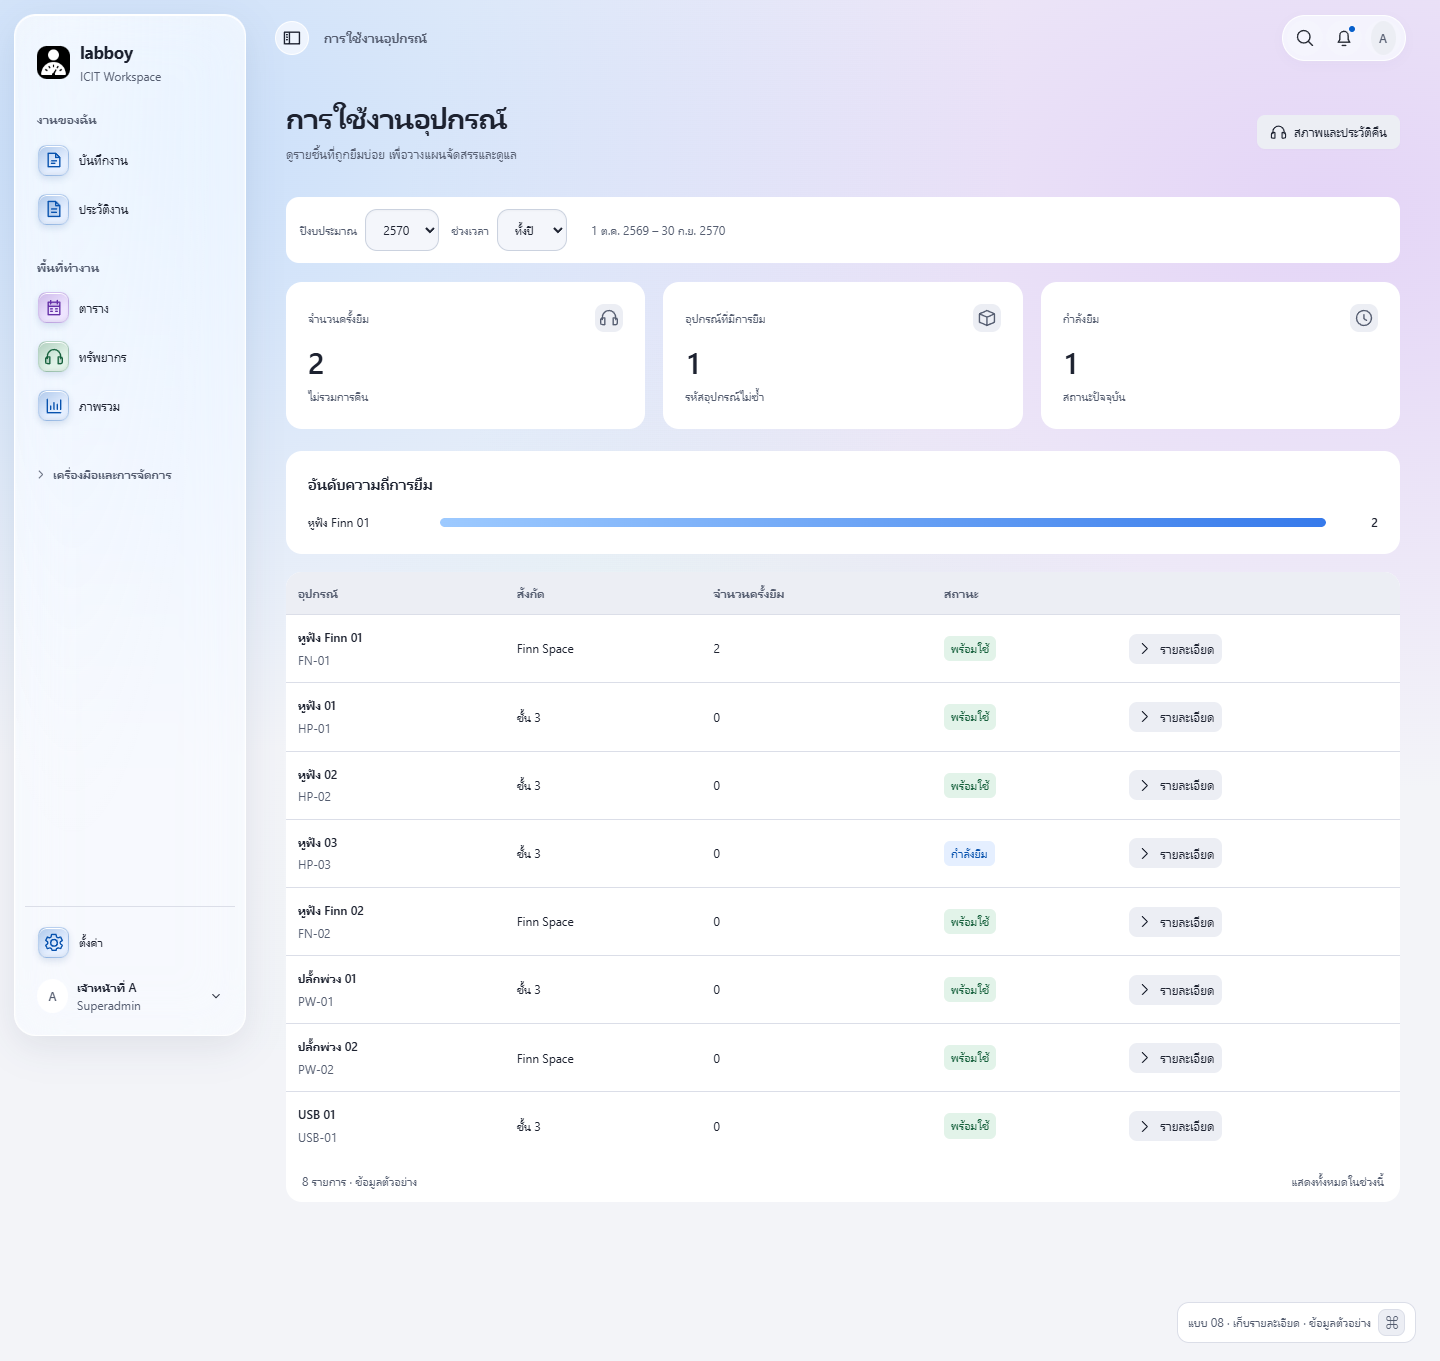 labboy
ICIT Workspace
งานของฉัน
บันทึกงาน
ประวัติงาน
พื้นที่ทำงาน
ตาราง
ทรัพยากร
ภาพรวม
เครื่องมือและการจัดการ
ตั้งค่า
A
เจ้าหน้าที่ A
Superadmin
การใช้งานอุปกรณ์
A
การใช้งานอุปกรณ์
ดูรายชิ้นที่ถูกยืมบ่อย เพื่อวางแผนจัดสรรและดูแล
สภาพและประวัติคืน
ปีงบประมาณ 2570 ช่วงเวลา ทั้งปี 1 ต.ค. 2569 – 30 ก.ย. 2570
จำนวนครั้งยืม
2
ไม่รวมการคืน
อุปกรณ์ที่มีการยืม
1
รหัสอุปกรณ์ไม่ซ้ำ
กำลังยืม
1
สถานะปัจจุบัน
อันดับความถี่การยืม
หูฟัง Finn 01 2
อุปกรณ์ สังกัด จำนวนครั้งยืม สถานะ
หูฟัง Finn 01
FN-01
Finn Space 2 พร้อมใช้ รายละเอียด
หูฟัง 01
HP-01
ชั้น 3 0 พร้อมใช้ รายละเอียด
หูฟัง 02
HP-02
ชั้น 3 0 พร้อมใช้ รายละเอียด
หูฟัง 03
HP-03
ชั้น 3 0 กำลังยืม รายละเอียด
หูฟัง Finn 02
FN-02
Finn Space 0 พร้อมใช้ รายละเอียด
ปลั๊กพ่วง 01
PW-01
ชั้น 3 0 พร้อมใช้ รายละเอียด
ปลั๊กพ่วง 02
PW-02
Finn Space 0 พร้อมใช้ รายละเอียด
USB 01
USB-01
ชั้น 3 0 พร้อมใช้ รายละเอียด
8 รายการ · ข้อมูลตัวอย่าง แสดงทั้งหมดในช่วงนี้
แบบ 08 · เก็บรายละเอียด · ข้อมูลตัวอย่าง ⌘